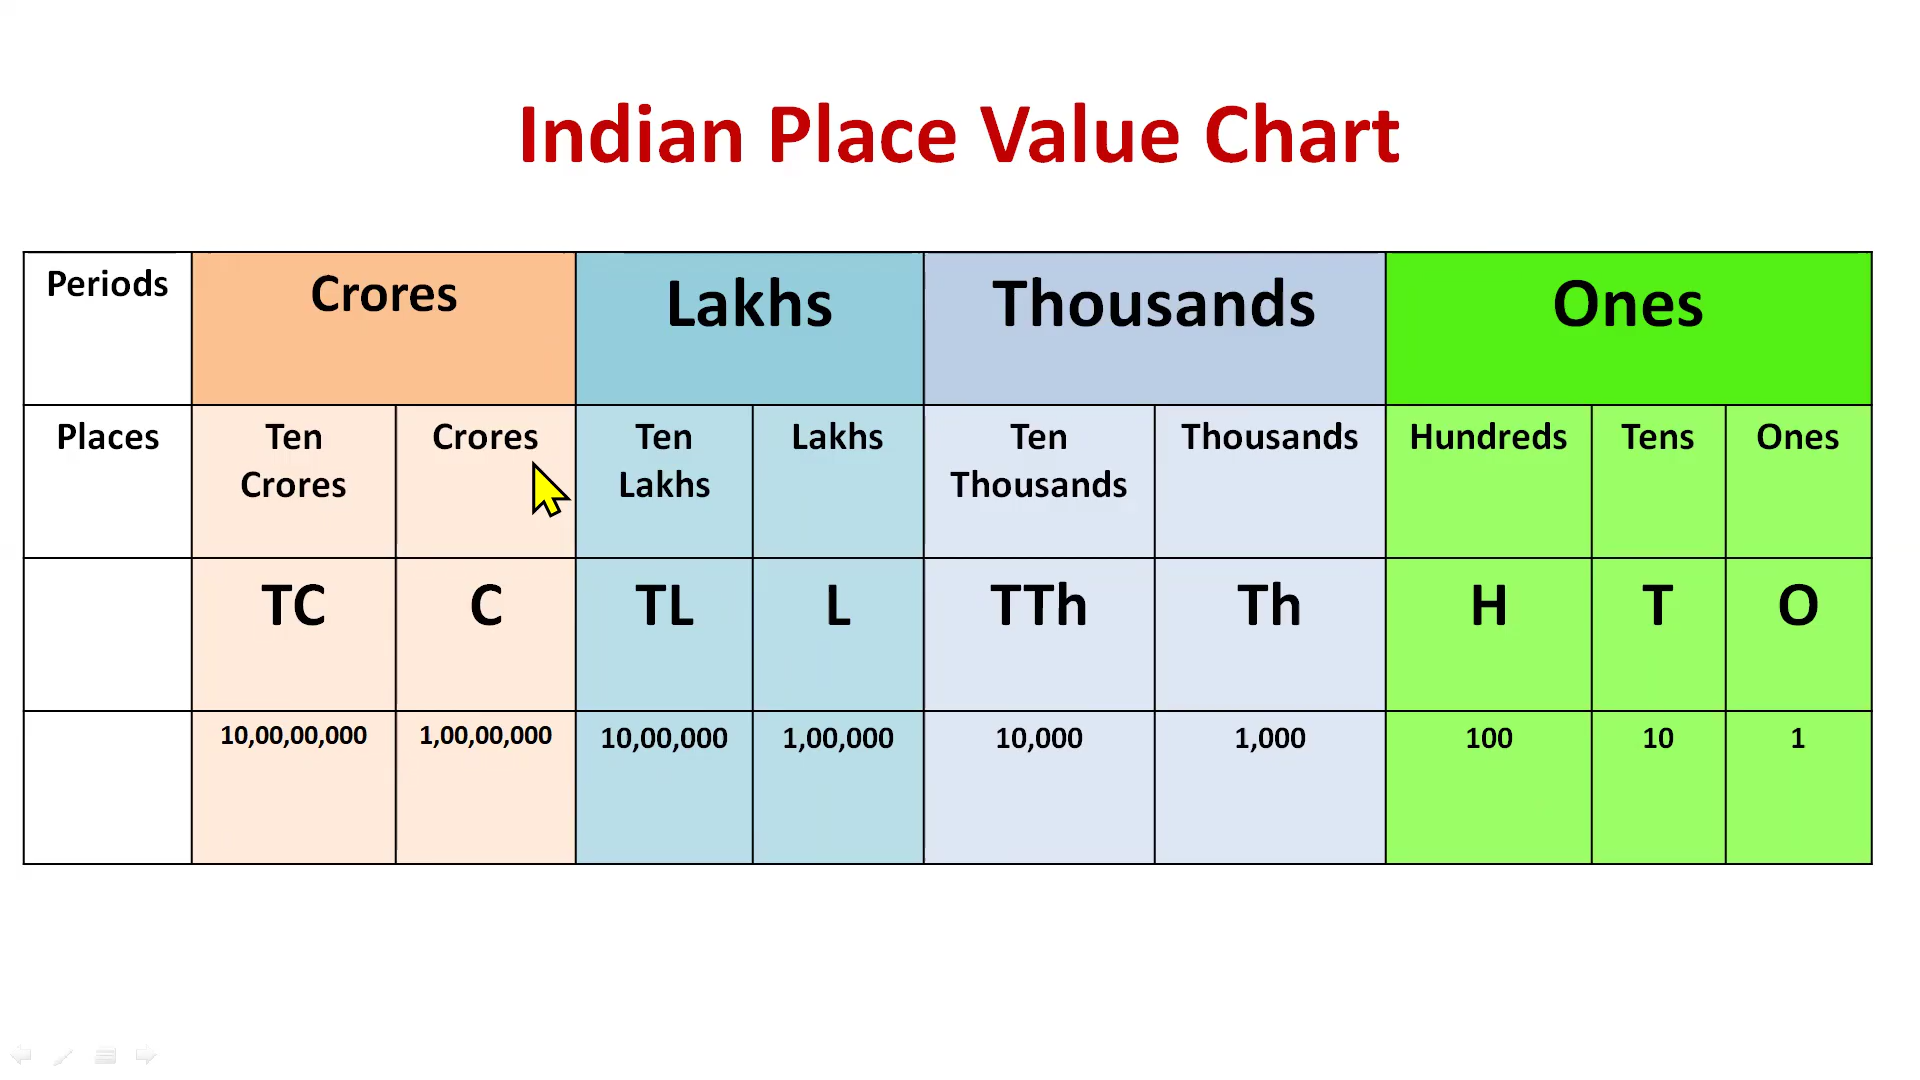 Indian Place Value Chart
Periods Crores Lakhs Thousands Ones
Places Ten Crores Crores Ten Lakhs Lakhs Ten Thousands Thousands Hundreds Tens Ones
TC C TL L TTh Th H T O
10,00,00,000 1,00,00,000 10,00,000 1,00,000 10,000 1,000 100 10 1